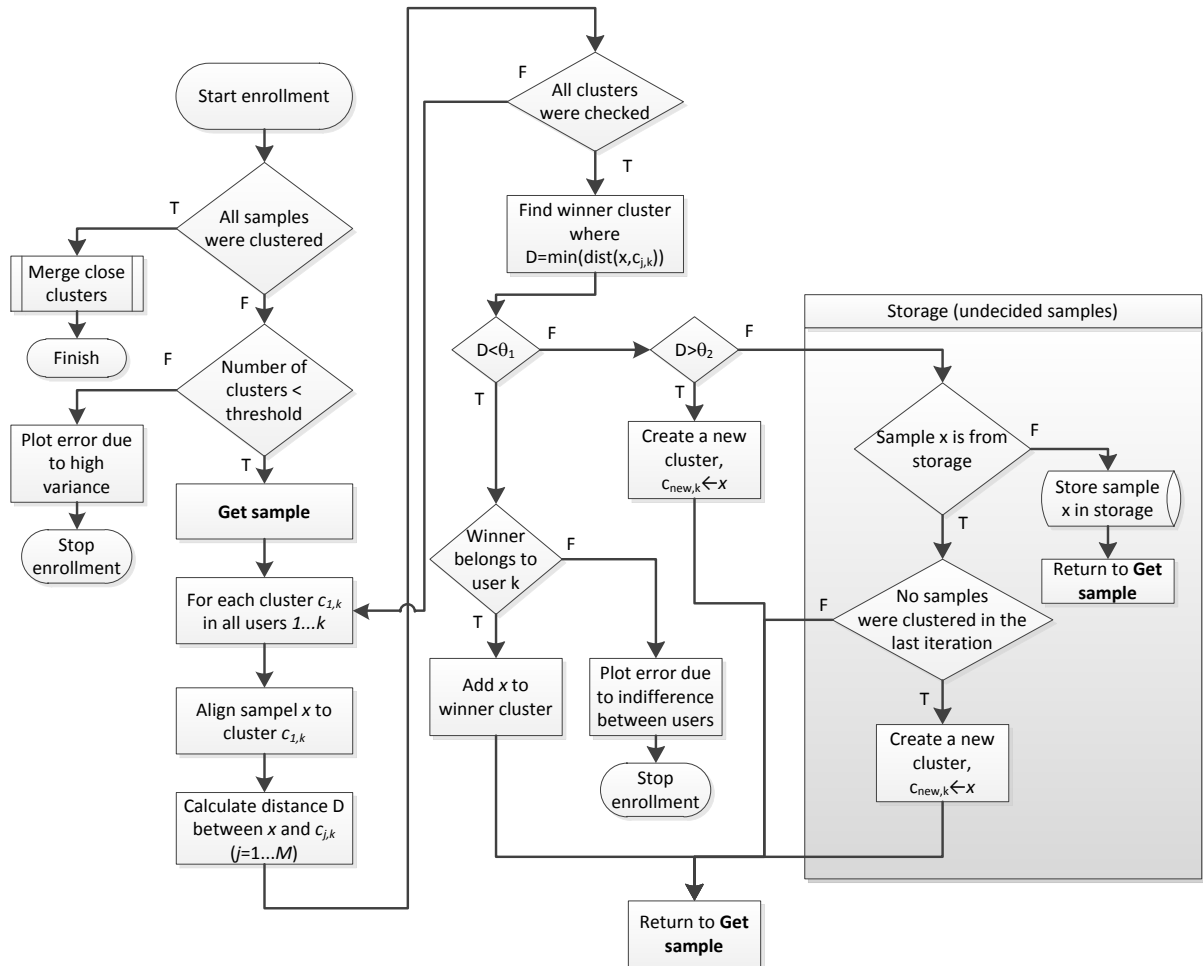 Start enrollment
T
All samples
were clustered
Merge close
clusters
F
Finish
F
Number of
clusters <
threshold
Plot error due
to high
variance
T
Stop
enrollment
Get sample
For each cluster c1,k
in all users 1...k
Align sampel x to
cluster c1,k
Calculate distance D
between x and cj,k
(j=1...M)
F
All clusters
were checked
T
Find winner cluster
where
D=min(dist(x,cj,k))
D<θ1
F
T
D>θ2
F
T
Create a new
cluster,
cnew,k←x
Winner
belongs to
user k
F
T
Add x to
winner cluster
Plot error due
to indifference
between users
Stop
enrollment
Storage (undecided samples)
Sample x is from
storage
F
T
Store sample
x in storage
Return to Get
sample
F
No samples
were clustered in the
last iteration
T
Create a new
cluster,
cnew,k←x
Return to Get
sample